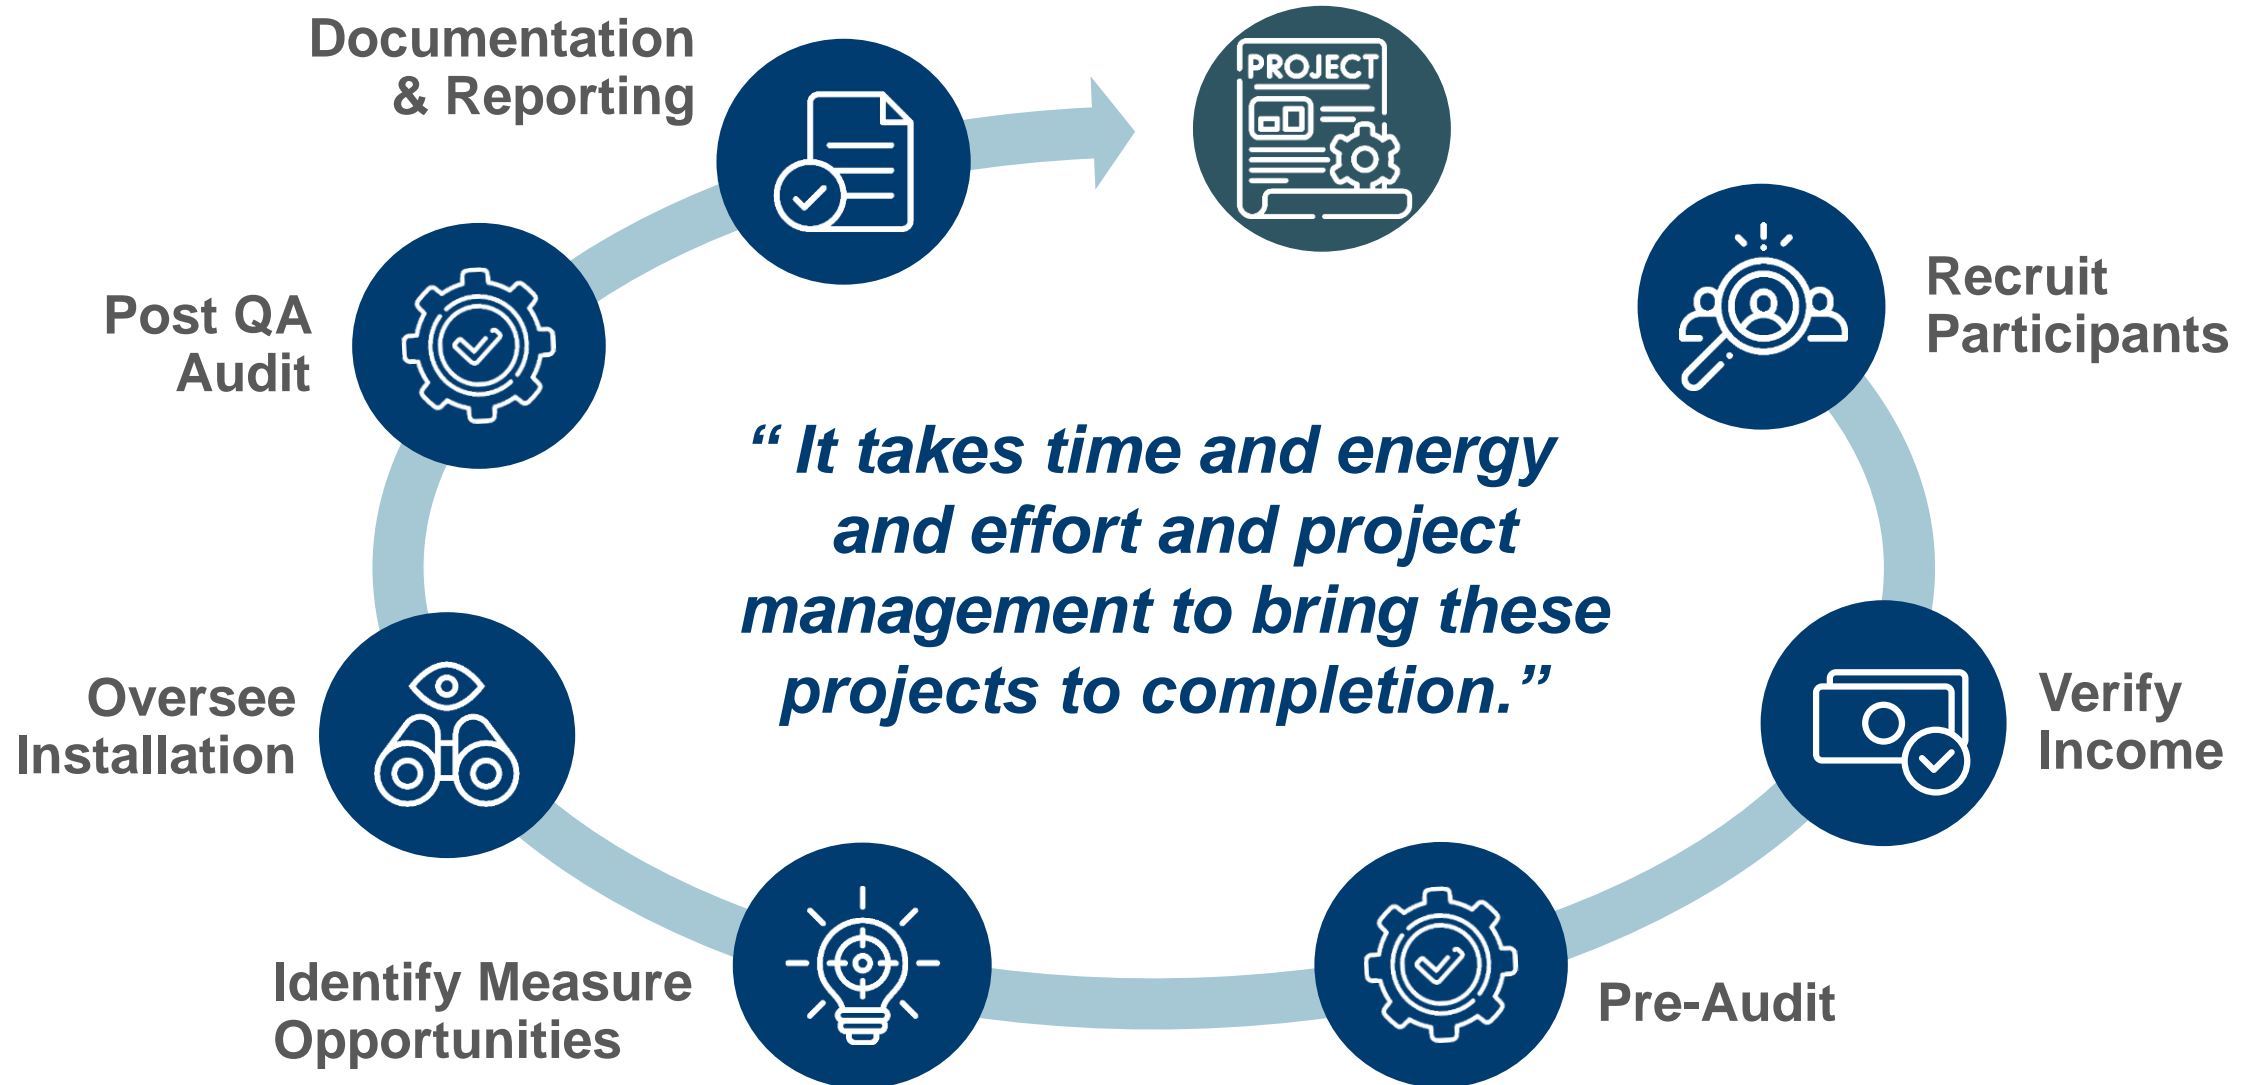 Documentation
& Reporting
PROJECT
Recruit
Participants
Post QA
Audit
“ It takes time and energy
and effort and project
management to bring these
projects to completion.”
Oversee
Installation
Verify
Income
Identify Measure
Opportunities
Pre-Audit